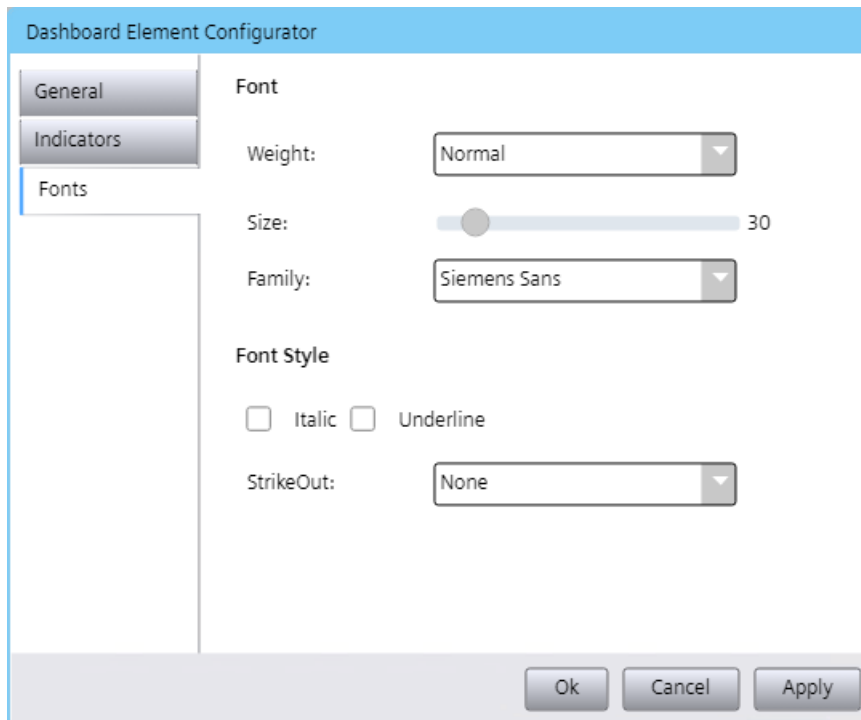 Dashboard Element Configurator
General
Indicators
Fonts
Font
Weight: Normal
Size: 30
Family: Siemens Sans
Font Style
Italic Underline
StrikeOut: None
Ok Cancel Apply